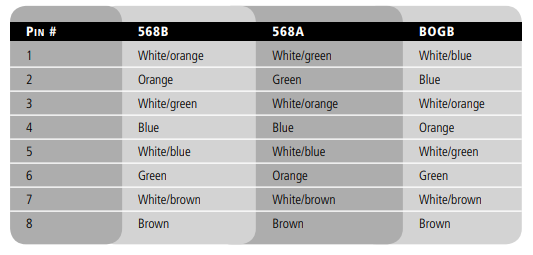 PIN # 568B 568A BOGB
1 White/orange White/green White/blue
2 Orange Green Blue
3 White/green White/orange White/orange
4 Blue Blue Orange
5 White/blue White/blue White/green
6 Green Orange Green
7 White/brown White/brown White/brown
8 Brown Brown Brown